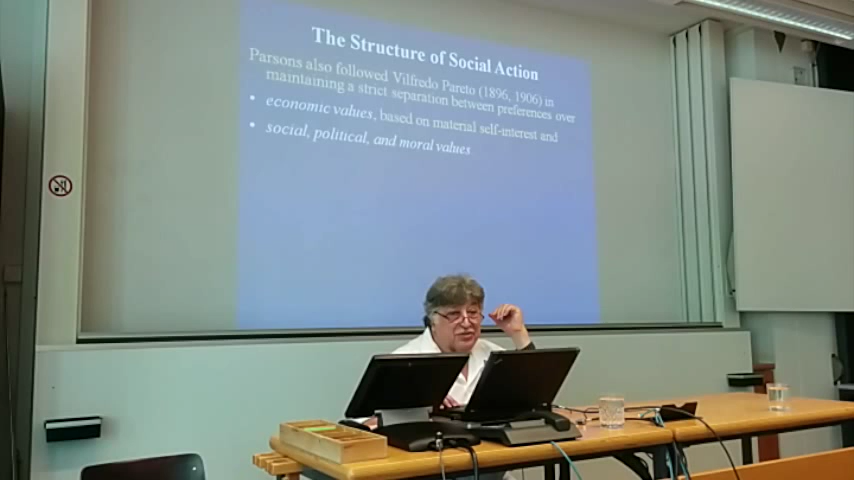 The Structure of Social Action
Parsons also followed Vilfredo Pareto (1896, 1906) in
maintaining a strict separation between preferences over
• economic values, based on material self-interest and
• social, political, and moral values